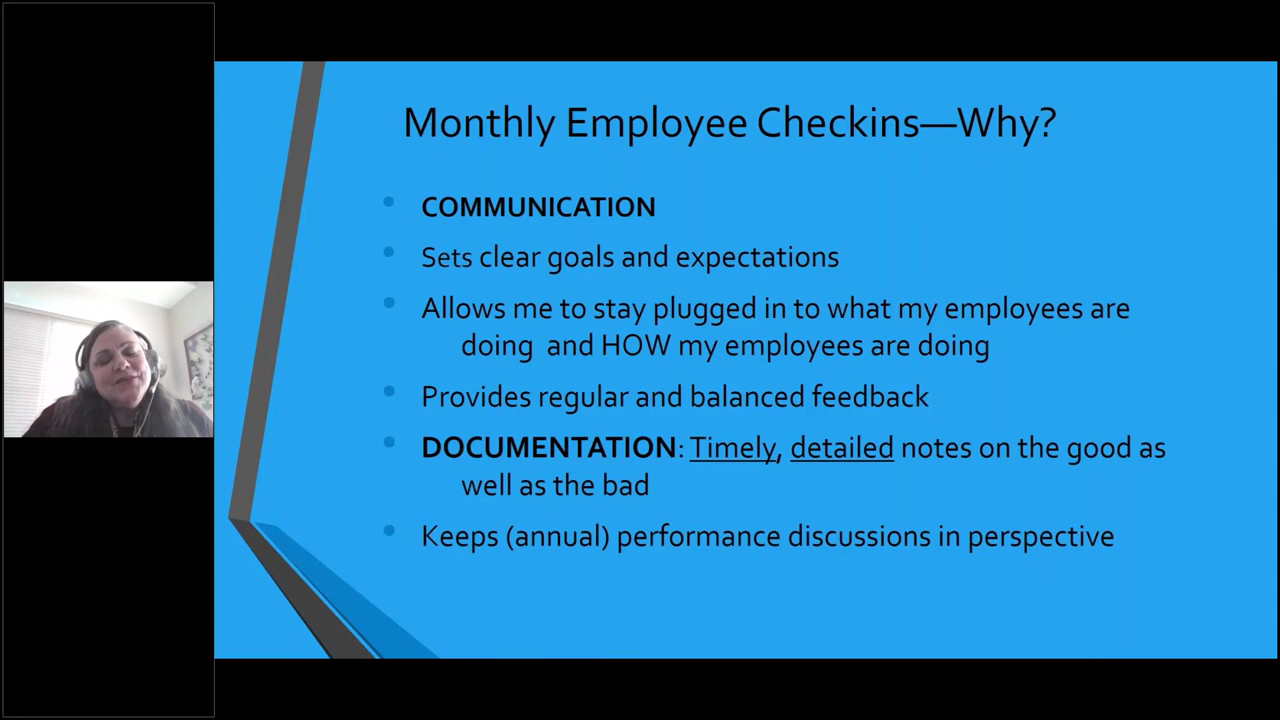 Monthly Employee Checkins—Why?
COMMUNICATION
Sets clear goals and expectations
Allows me to stay plugged in to what my employees are
doing and HOW my employees are doing
Provides regular and balanced feedback
DOCUMENTATION: Timely, detailed notes on the good as
well as the bad
Keeps (annual) performance discussions in perspective